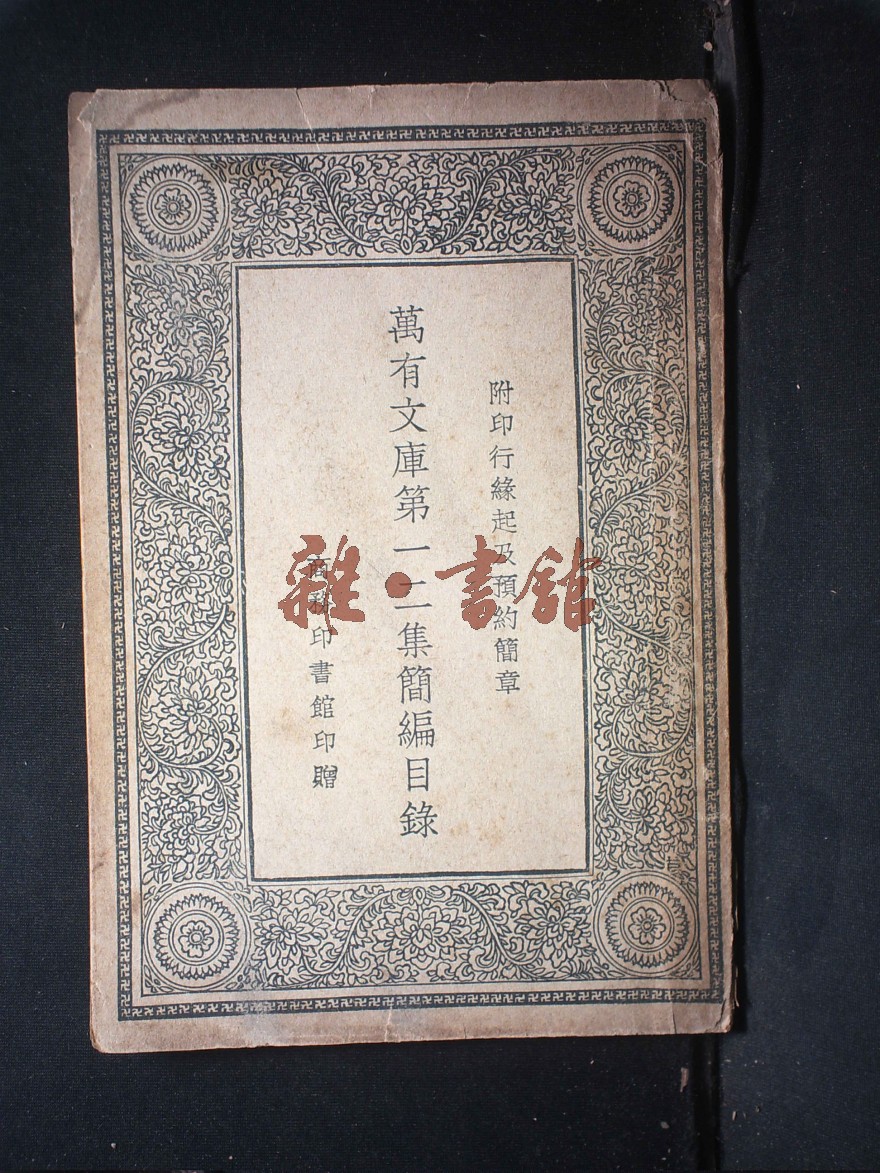 附印行緣起及預約簡章
萬有文庫第一二集簡編目錄
商務印書館印贈
雜·書館